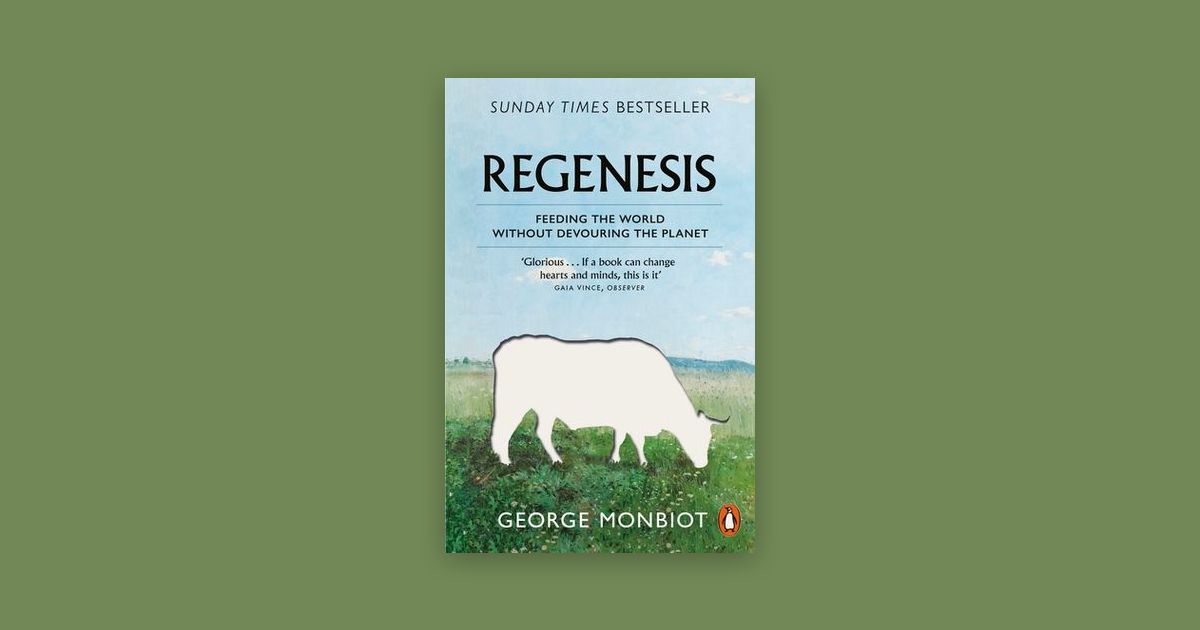 SUNDAY TIMES BESTSELLER
REGENESIS
FEEDING THE WORLD
WITHOUT DEVOURING THE PLANET
‘Glorious . . . If a book can change
hearts and minds, this is it’
GAIA VINCE, OBSERVER
GEORGE MONBIOT